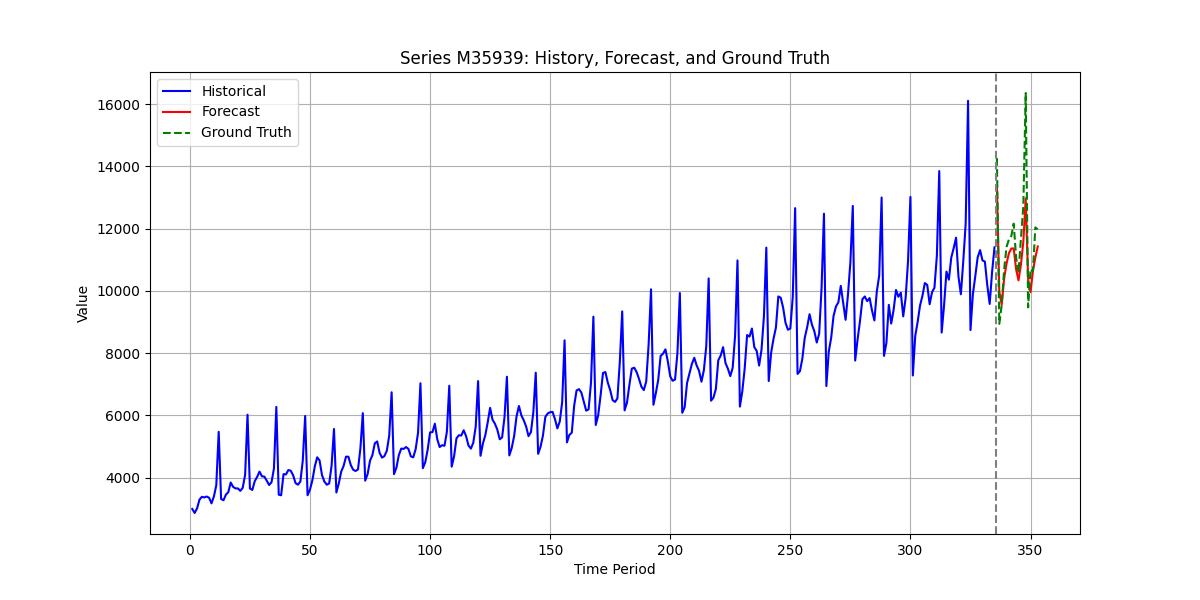 Series M35939: History, Forecast, and Ground Truth
Historical
Forecast
Ground Truth
16000
14000
12000
10000
8000
6000
4000
Value
0 50 100 150 200 250 300 350
Time Period